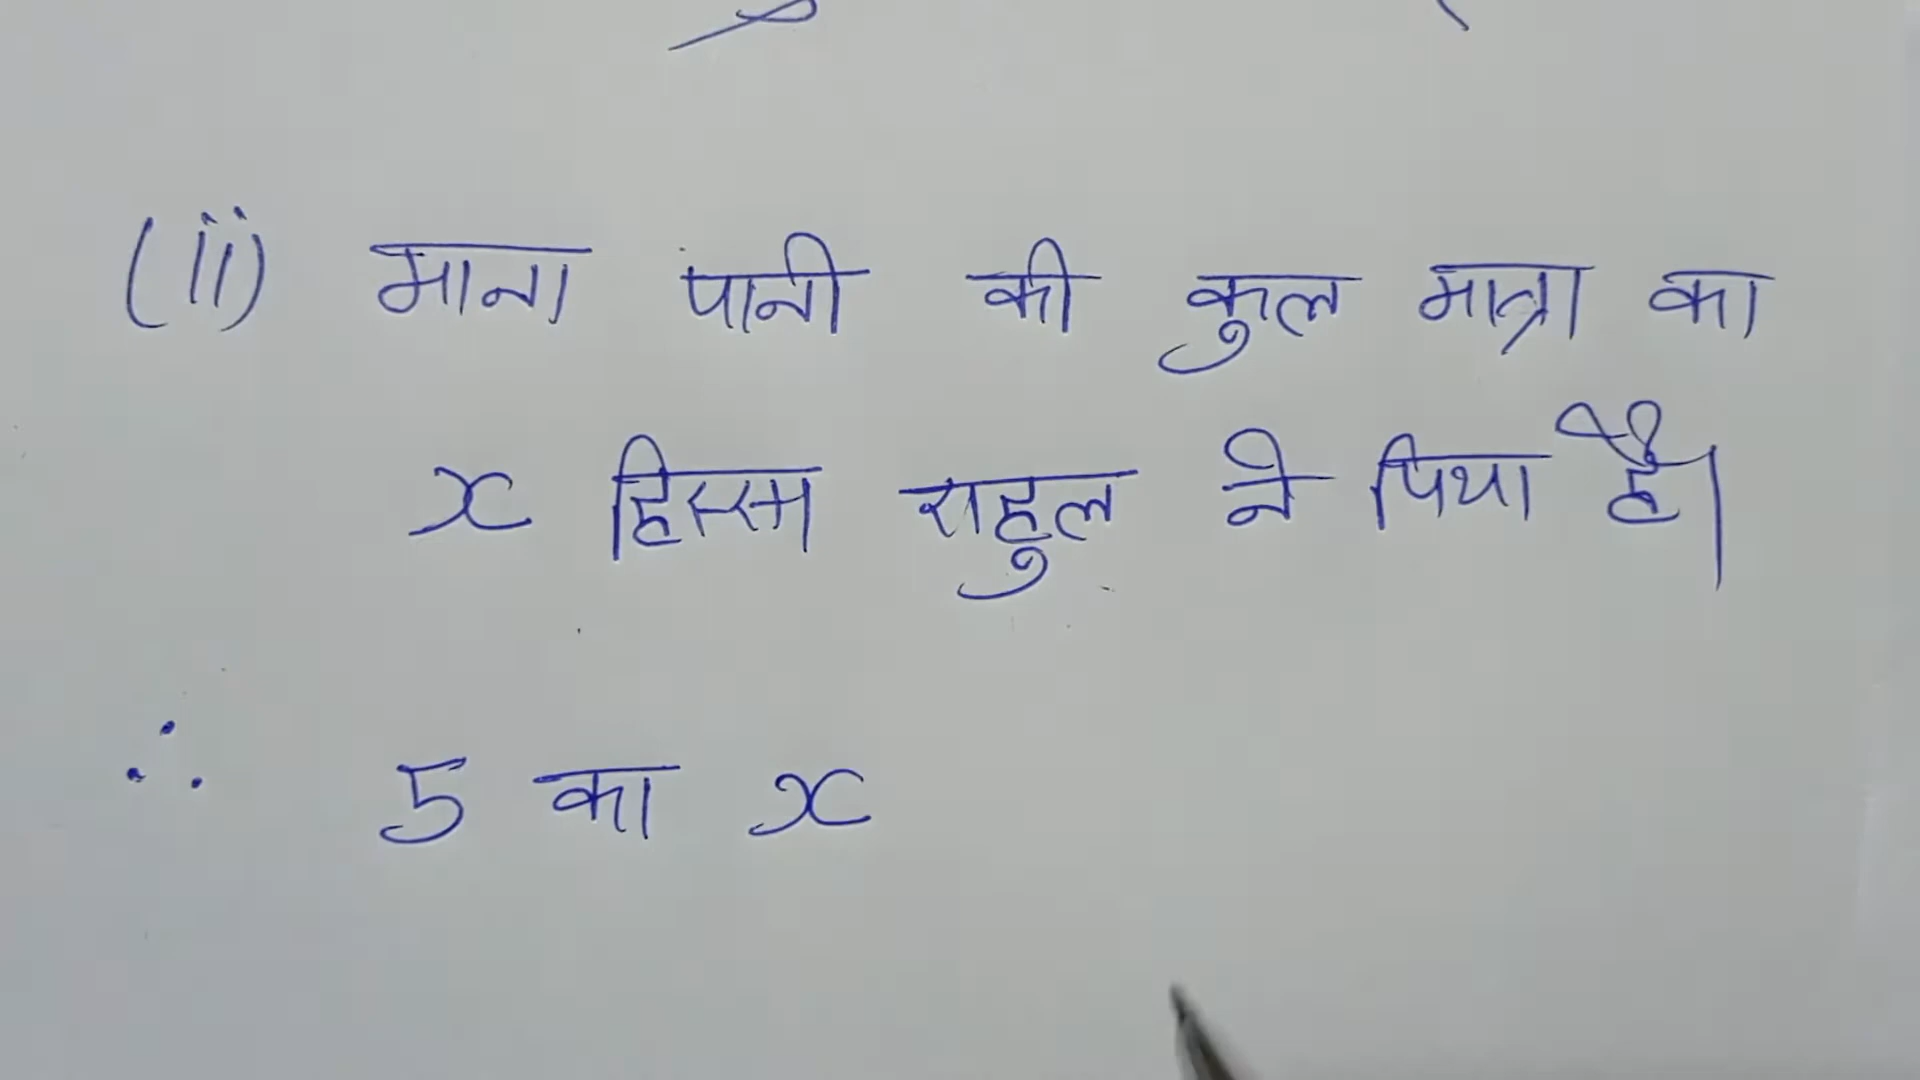 (ii) माना पानी की कुल मात्रा का
x हिस्सा राहुल ने पिया है।
∴ 5 का x